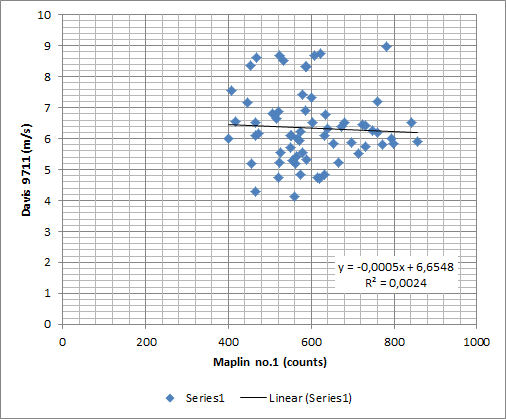 10
9
8
7
6
5
4
3
2
1
0
Davis 9711 (m/s)
y = -0,0005x + 6,6548
R² = 0,0024
0 200 400 600 800 1000
Maplin no.1 (counts)
Series1 Linear (Series1)